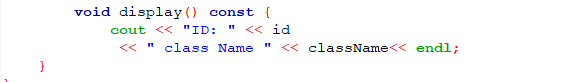 void display() const {
cout << "ID: " << id
<< " class Name " << className<< endl;
}